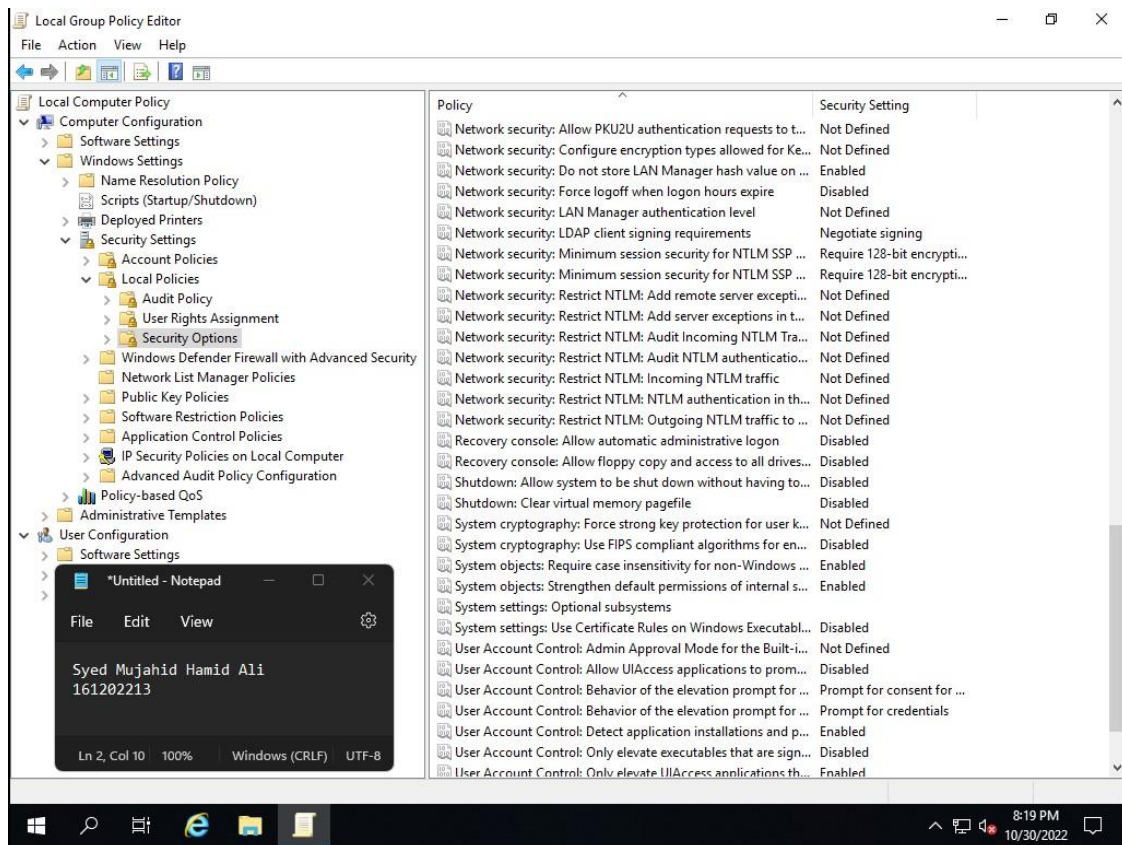 Local Group Policy Editor
File Action View Help
Local Computer Policy
Computer Configuration
Software Settings
Windows Settings
Name Resolution Policy
Scripts (Startup/Shutdown)
Deployed Printers
Security Settings
Account Policies
Local Policies
Audit Policy
User Rights Assignment
Security Options
Windows Defender Firewall with Advanced Security
Network List Manager Policies
Public Key Policies
Software Restriction Policies
Application Control Policies
IP Security Policies on Local Computer
Advanced Audit Policy Configuration
Policy-based QoS
Administrative Templates
User Configuration
Software Settings
*Untitled - Notepad
File Edit View
Syed Mujahid Hamid Ali
161202213
Ln 2, Col 10 100% Windows (CRLF) UTF-8
Policy Security Setting
Network security: Allow PKU2U authentication requests to t... Not Defined
Network security: Configure encryption types allowed for Ke... Not Defined
Network security: Do not store LAN Manager hash value on ... Enabled
Network security: Force logoff when logon hours expire Disabled
Network security: LAN Manager authentication level Not Defined
Network security: LDAP client signing requirements Negotiate signing
Network security: Minimum session security for NTLM SSP ... Require 128-bit encrypti...
Network security: Minimum session security for NTLM SSP ... Require 128-bit encrypti...
Network security: Restrict NTLM: Add remote server excepti... Not Defined
Network security: Restrict NTLM: Add server exceptions in t... Not Defined
Network security: Restrict NTLM: Audit Incoming NTLM Tra... Not Defined
Network security: Restrict NTLM: Audit NTLM authenticatio... Not Defined
Network security: Restrict NTLM: Incoming NTLM traffic Not Defined
Network security: Restrict NTLM: NTLM authentication in th... Not Defined
Network security: Restrict NTLM: Outgoing NTLM traffic to ... Not Defined
Recovery console: Allow automatic administrative logon Disabled
Recovery console: Allow floppy copy and access to all drives... Disabled
Shutdown: Allow system to be shut down without having to... Disabled
Shutdown: Clear virtual memory pagefile Disabled
System cryptography: Force strong key protection for user k... Not Defined
System cryptography: Use FIPS compliant algorithms for en... Disabled
System objects: Require case insensitivity for non-Windows ... Enabled
System objects: Strengthen default permissions of internal s... Enabled
System settings: Optional subsystems
System settings: Use Certificate Rules on Windows Executabl... Disabled
User Account Control: Admin Approval Mode for the Built-i... Not Defined
User Account Control: Allow UIAccess applications to prom... Disabled
User Account Control: Behavior of the elevation prompt for ... Prompt for consent for ...
User Account Control: Behavior of the elevation prompt for ... Prompt for credentials
User Account Control: Detect application installations and p... Enabled
User Account Control: Only elevate executables that are sign... Disabled
User Account Control: Only elevate UIAccess applications th... Enabled
8:19 PM
10/30/2022